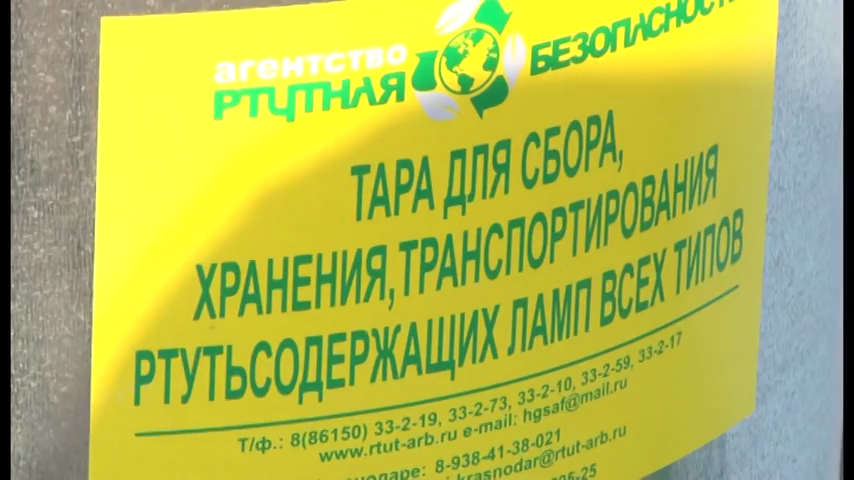 агентство
РТУТНАЯ БЕЗОПАСНОСТЬ
ТАРА ДЛЯ СБОРА,
ХРАНЕНИЯ,ТРАНСПОРТИРОВАНИЯ
РТУТЬСОДЕРЖАЩИХ ЛАМП ВСЕХ ТИПОВ
Т/ф.: 8(86150) 33-2-19, 33-2-73, 33-2-10, 33-2-59, 33-2-17
www.rtut-arb.ru e-mail: hgsaf@mail.ru
8-938-41-38-021
krasnodar@rtut-arb.ru